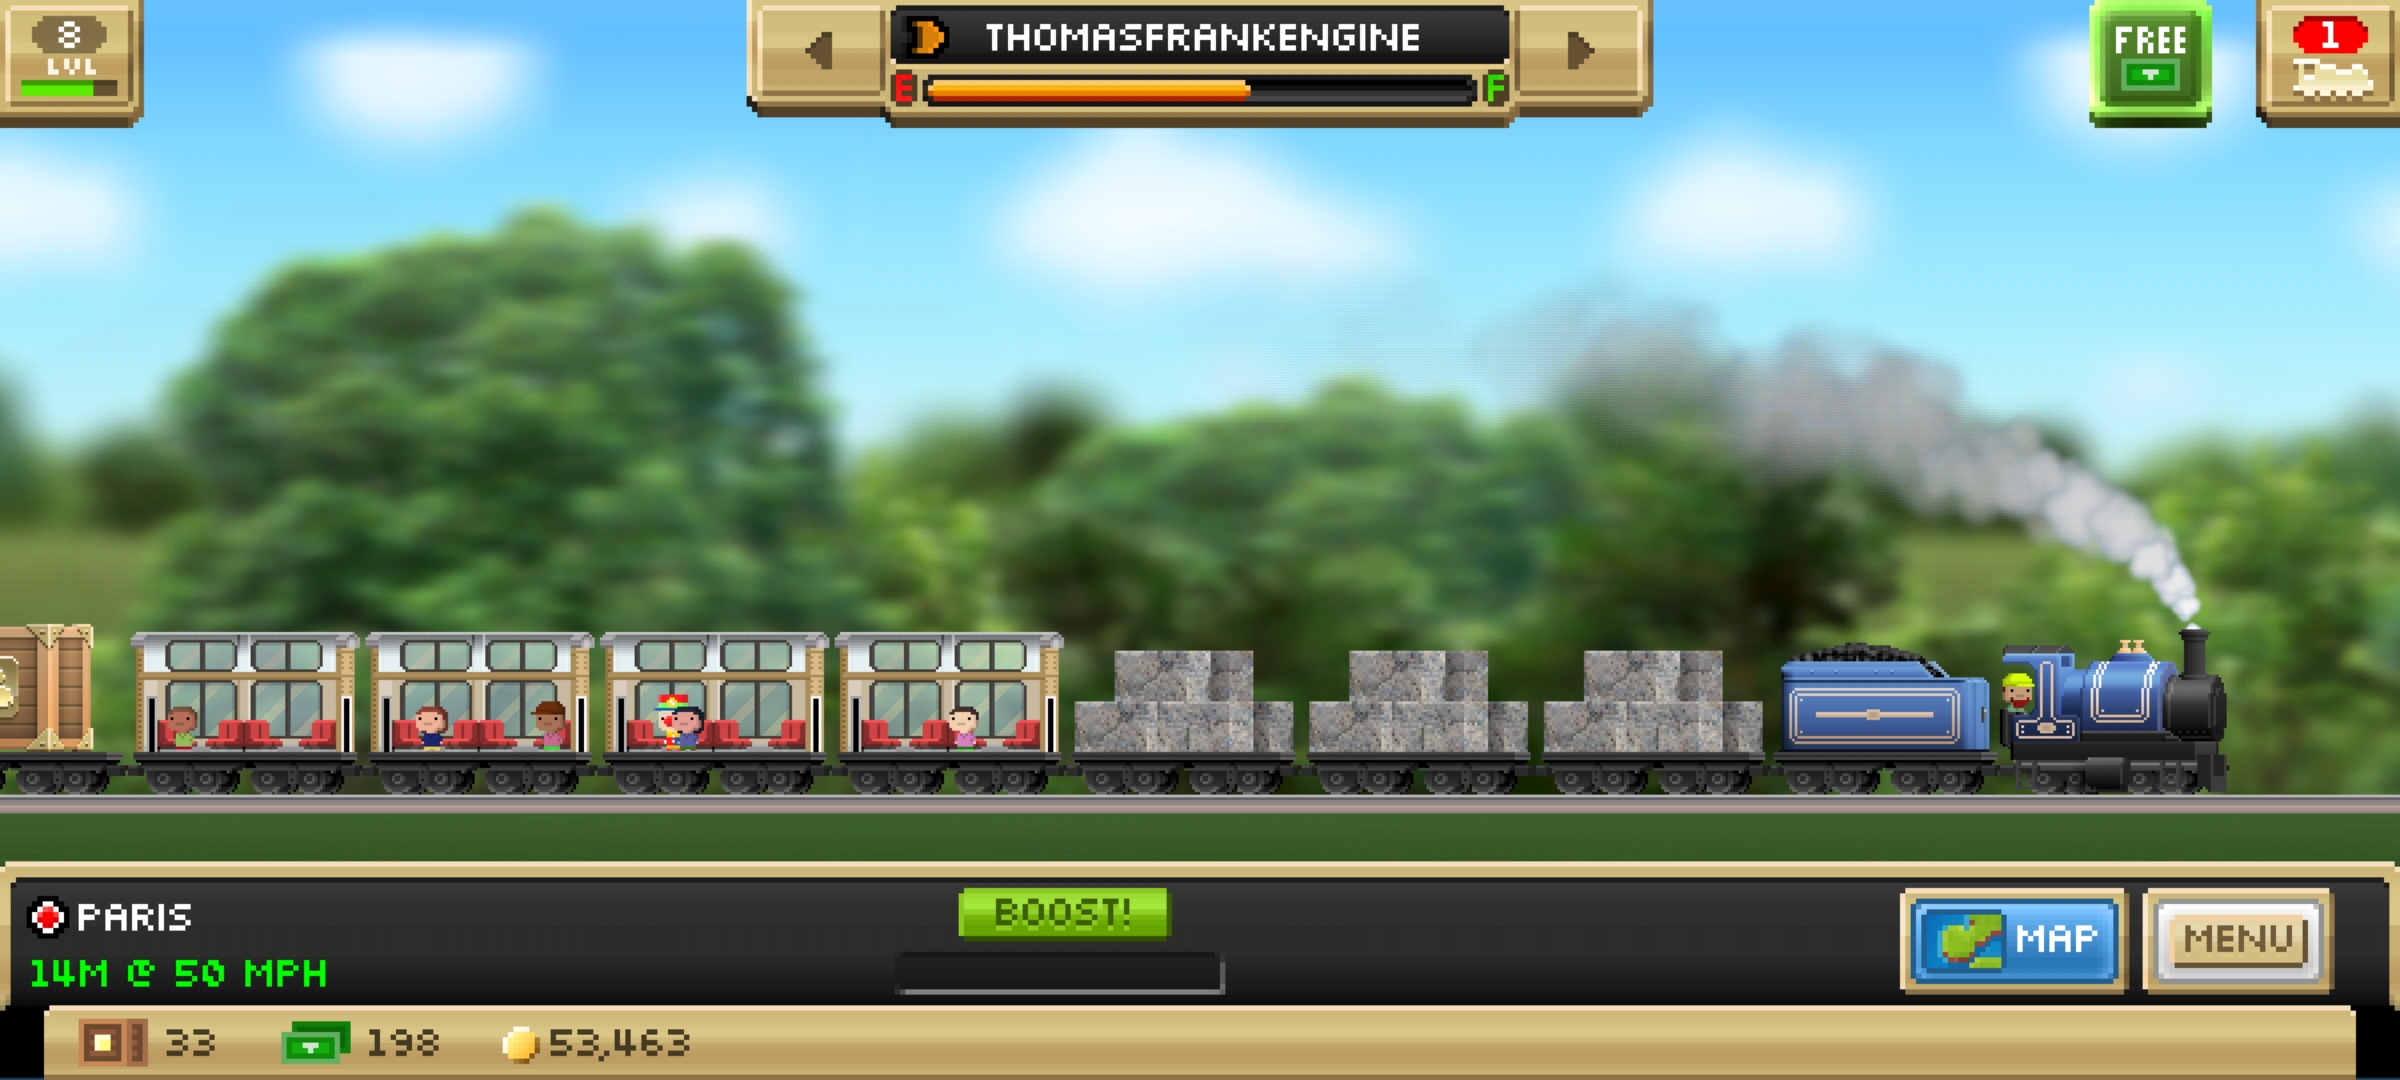 8
LVL
THOMASFRANKENGINE
E F
FREE
1
PARIS
14M @ 50 MPH
BOOST!
MAP
MENU
33 198 53,463